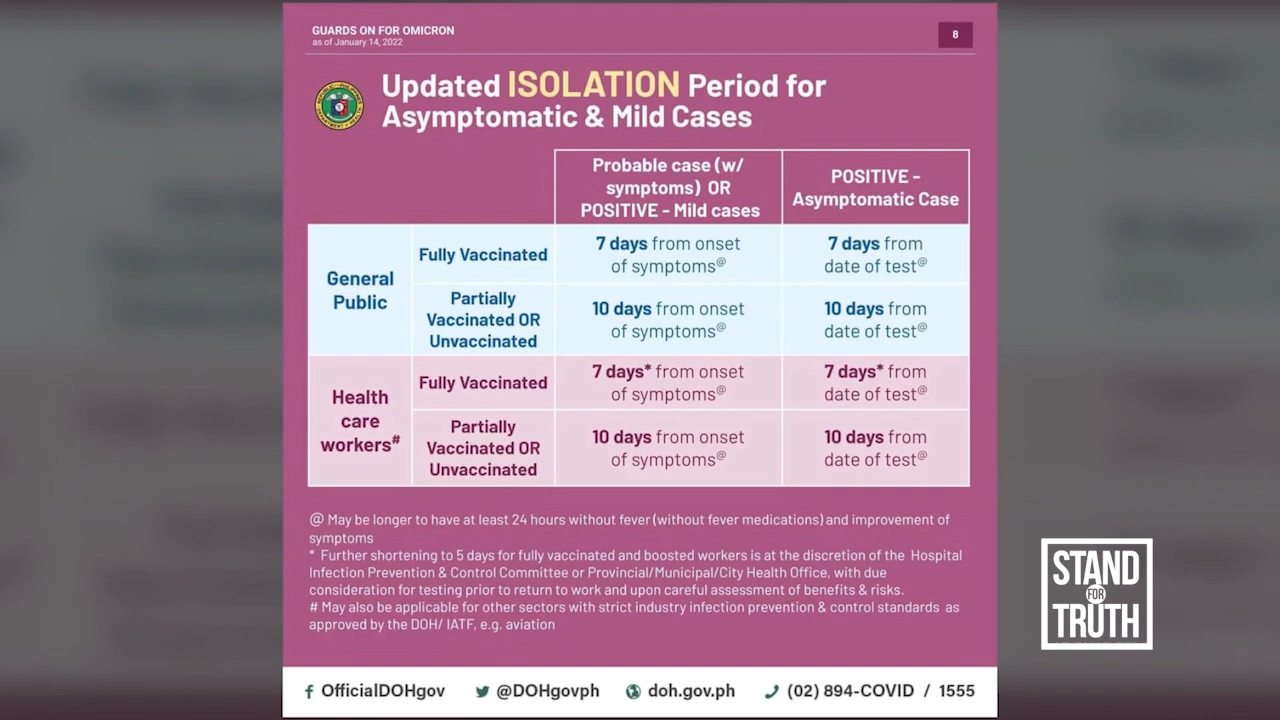 GUARDS ON FOR OMICRON
as of January 14, 2022
8
Updated ISOLATION Period for
Asymptomatic & Mild Cases
Probable case (w/
symptoms) OR
POSITIVE - Mild cases
POSITIVE -
Asymptomatic Case
General
Public
Fully Vaccinated
7 days from onset
of symptoms@
7 days from
date of test@
Partially
Vaccinated OR
Unvaccinated
10 days from onset
of symptoms@
10 days from
date of test@
Health
care
workers#
Fully Vaccinated
7 days* from onset
of symptoms@
7 days* from
date of test@
Partially
Vaccinated OR
Unvaccinated
10 days from onset
of symptoms@
10 days from
date of test@
@ May be longer to have at least 24 hours without fever (without fever medications) and improvement of
symptoms
* Further shortening to 5 days for fully vaccinated and boosted workers is at the discretion of the Hospital
Infection Prevention & Control Committee or Provincial/Municipal/City Health Office, with due
consideration for testing prior to return to work and upon careful assessment of benefits & risks.
# May also be applicable for other sectors with strict industry infection prevention & control standards as
approved by the DOH/ IATF, e.g. aviation
OfficialDOHgov
@DOHgovph
doh.gov.ph
(02) 894-COVID / 1555
STAND
FOR
TRUTH